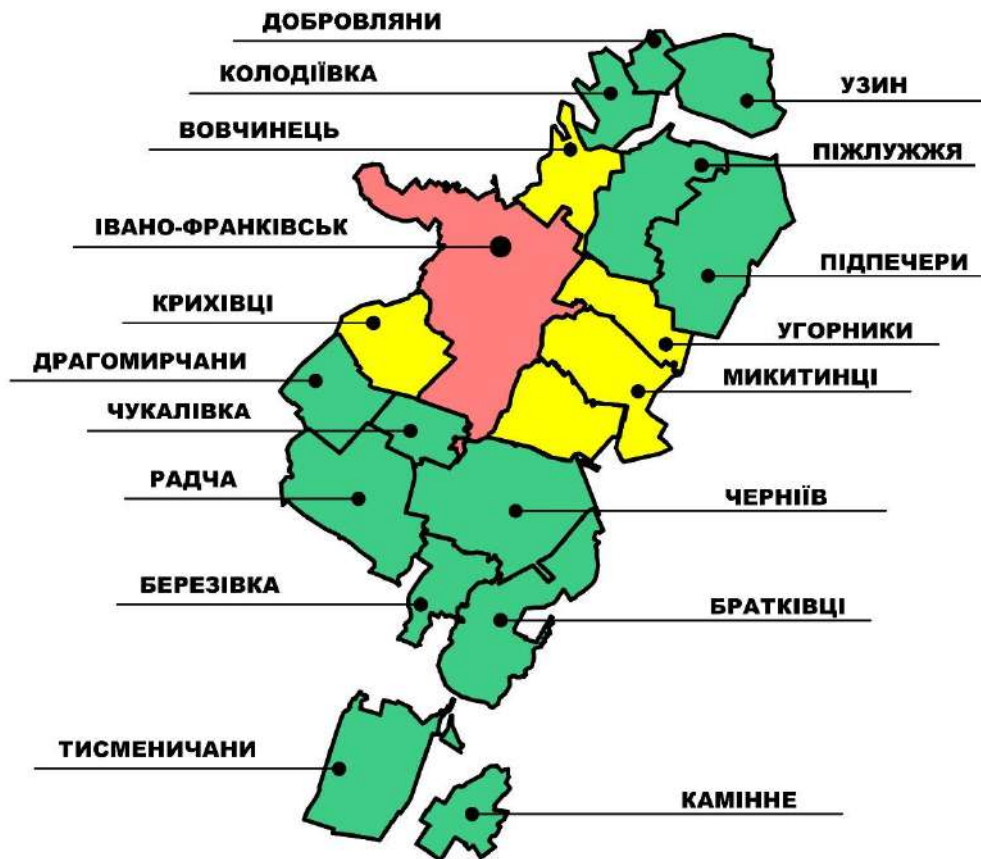 ДОБРОВЛЯНИ
КОЛОДІЇВКА
УЗИН
ВОВЧИНЕЦЬ
ПІЖЛУЖЖЯ
ІВАНО-ФРАНКІВСЬК
ПІДПЕЧЕРИ
КРИХІВЦІ
УГОРНИКИ
ДРАГОМИРЧАНИ
МИКИТИНЦІ
ЧУКАЛІВКА
РАДЧА
ЧЕРНІЇВ
БЕРЕЗІВКА
БРАТКІВЦІ
ТИСМЕНИЧАНИ
КАМІННЕ